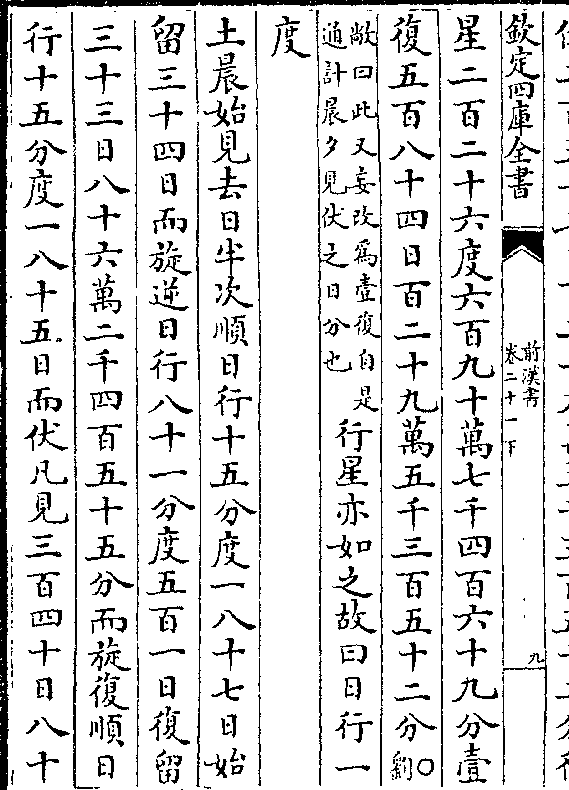 欽定四庫全書
前漢書
卷二十一下
九
星二百二十六度六百九十萬七千四百六十九分壹
復五百八十四日百二十九萬五千三百五十二分〇劉
敞曰此又妄改爲壹復自是
通計晨夕見伏之日分也
行星亦如之故曰日行一
度
土晨始見去日半次順日行十五分度一八十七日始
留三十四日而旋逆日行八十一分度五百一日復留
三十三日八十六萬二千四百五十五分而旋復順日
行十五分度一八十五日而伏凡見三百四十日八十